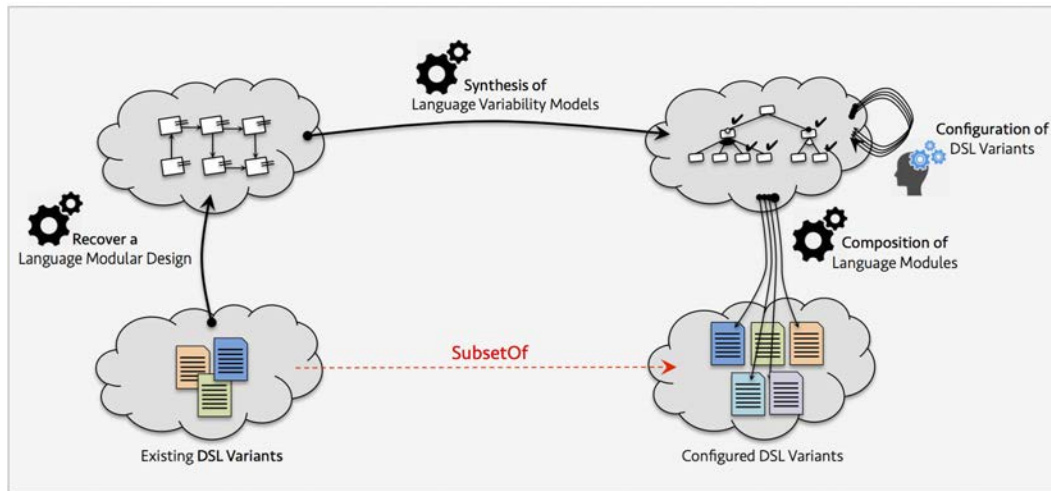 Synthesis of
Language Variability Models
Configuration of
DSL Variants
Recover a
Language Modular Design
Composition of
Language Modules
SubsetOf
Existing DSL Variants
Configured DSL Variants